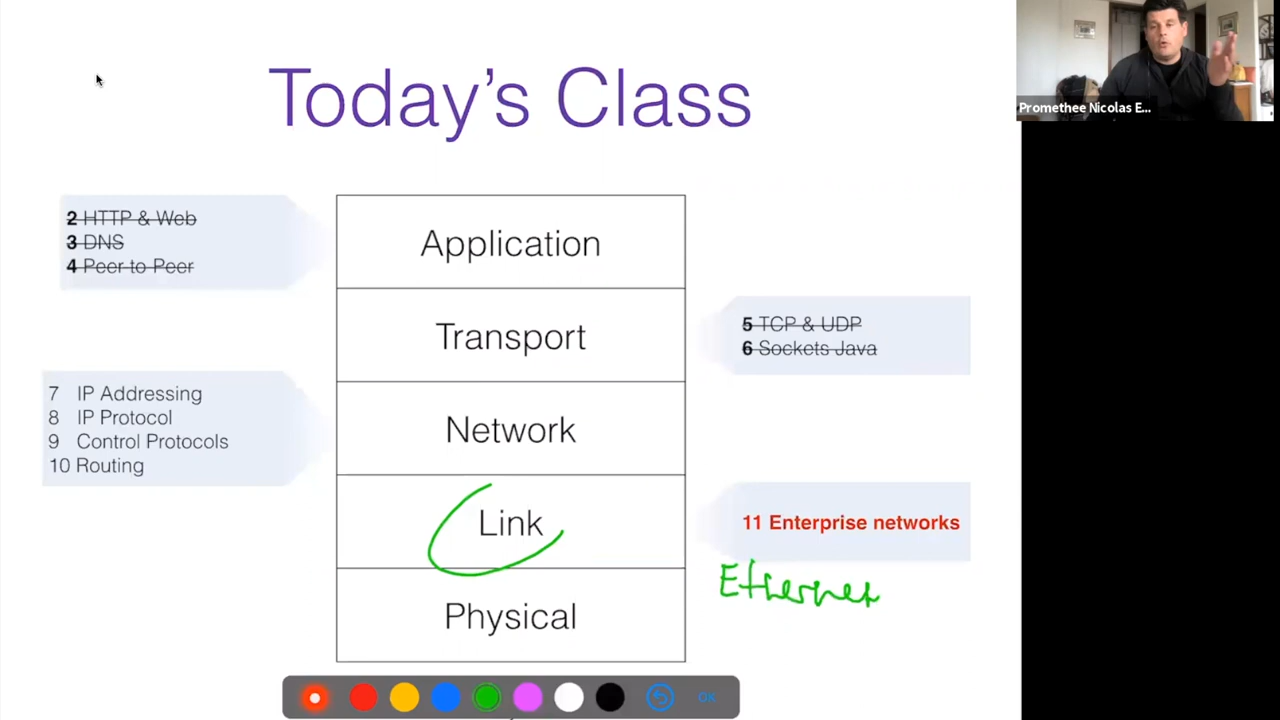 Today's Class
Promethee Nicolas E...
2 HTTP & Web
3 DNS
4 Peer to Peer
Application
5 TCP & UDP
6 Sockets Java
Transport
7 IP Addressing
8 IP Protocol
9 Control Protocols
10 Routing
Network
Link
11 Enterprise networks
Ethernet
Physical
OK